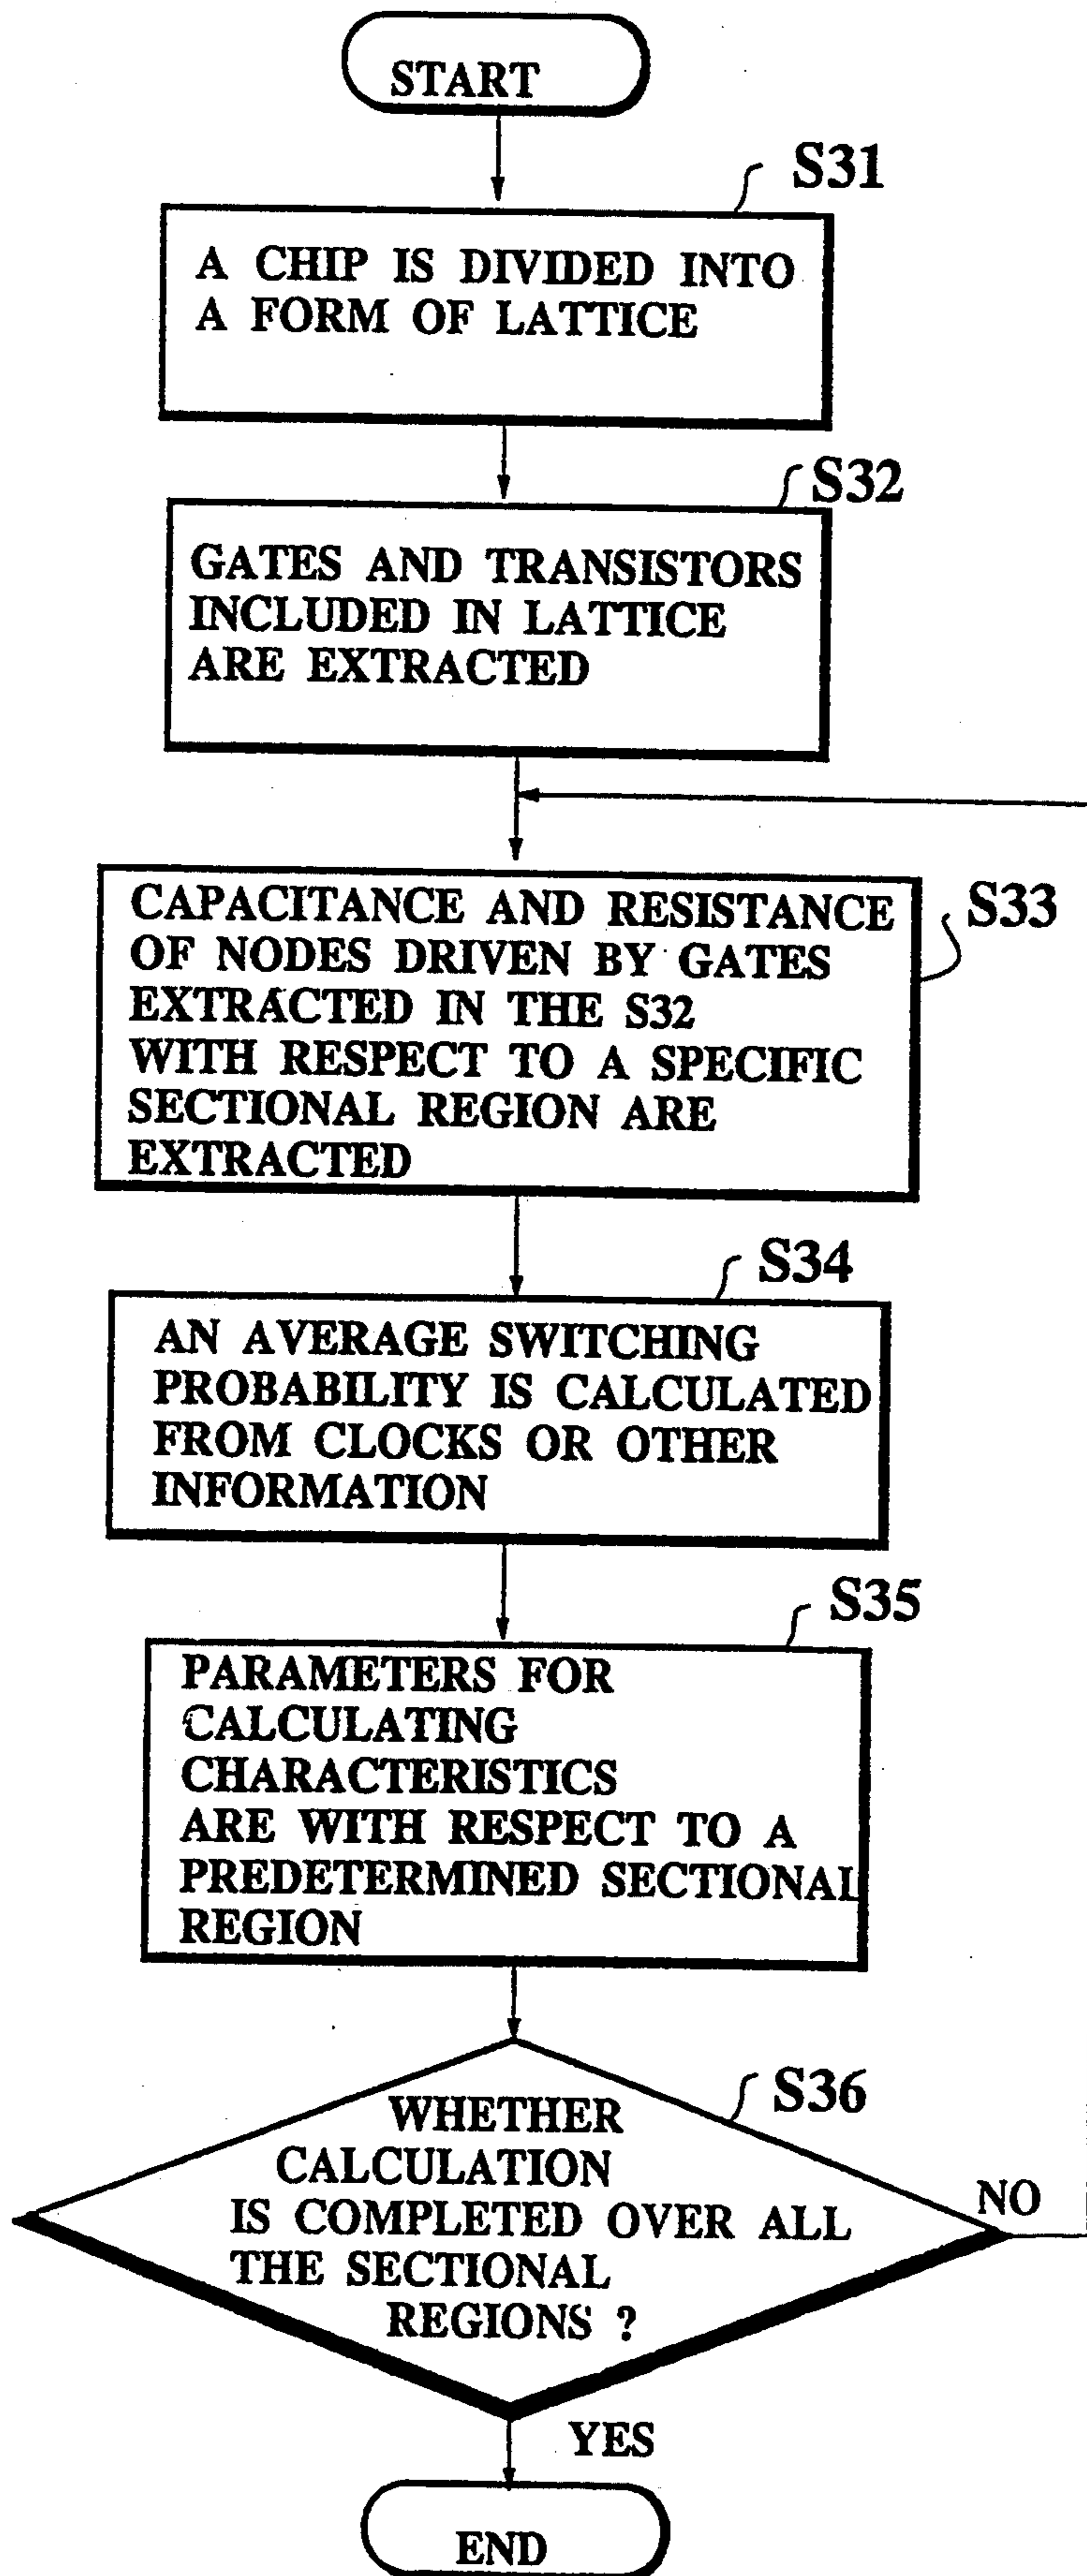 START
S31
A CHIP IS DIVIDED INTO
A FORM OF LATTICE
S32
GATES AND TRANSISTORS
INCLUDED IN LATTICE
ARE EXTRACTED
S33
CAPACITANCE AND RESISTANCE
OF NODES DRIVEN BY GATES
EXTRACTED IN THE S32
WITH RESPECT TO A SPECIFIC
SECTIONAL REGION ARE
EXTRACTED
S34
AN AVERAGE SWITCHING
PROBABILITY IS CALCULATED
FROM CLOCKS OR OTHER
INFORMATION
S35
PARAMETERS FOR
CALCULATING
CHARACTERISTICS
ARE WITH RESPECT TO A
PREDETERMINED SECTIONAL
REGION
S36
WHETHER
CALCULATION
IS COMPLETED OVER ALL
THE SECTIONAL
REGIONS ?
NO
YES
END